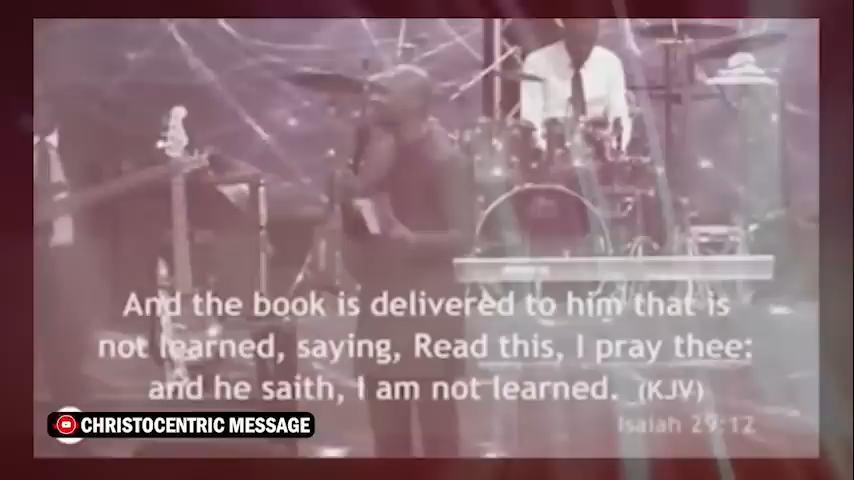 And the book is delivered to him that is
not learned, saying, Read this, I pray thee:
and he saith, I am not learned. (KJV)
Isaiah 29:12
CHRISTOCENTRIC MESSAGE